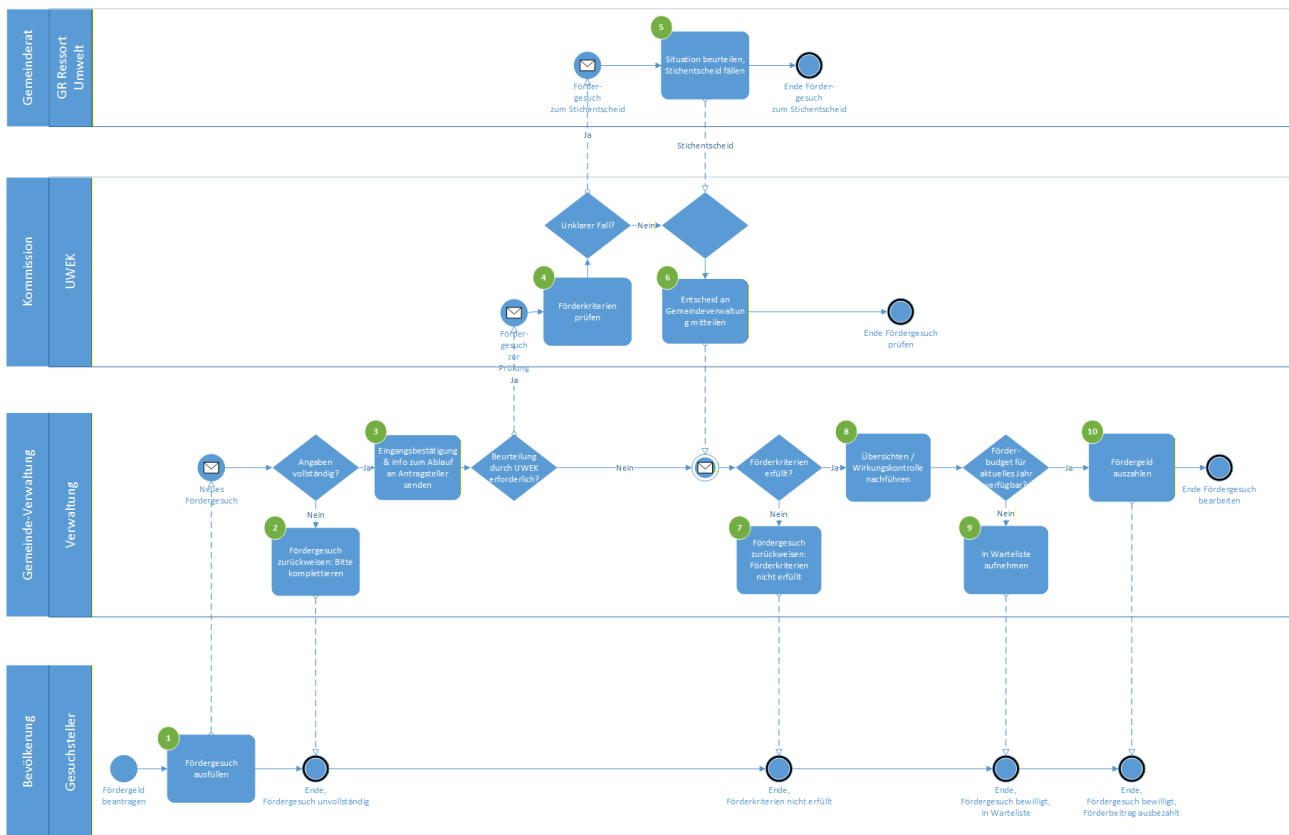 Gemeinderat
GR Ressort
Umwelt
5
Situation beurteilen,
Stichentscheid fällen
Förder-
gesuch
zum Stichentscheid
Ende Förder-
gesuch
zum Stichentscheid
Ja
Stichentscheid
Kommission
UWEK
Unklarer Fall?
Nein
4
Förderkriterien
prüfen
6
Entscheid an
Gemeindeverwaltun
g mitteilen
Förder-
gesuch
zur
Prüfung
Ja
Ende Fördergesuch
prüfen
Gemeinde-Verwaltung
Verwaltung
Neues
Fördergesuch
Angaben
vollständig?
Ja
Nein
3
Eingangsbestätigung
& Info zum Ablauf
an Antragsteller
senden
Beurteilung
durch UWEK
erforderlich?
Nein
Förderkriterien
erfüllt?
Ja
Nein
8
Übersichten /
Wirkungskontrolle
nachführen
Förder-
budget für
aktuelles Jahr
verfügbar?
Ja
Nein
10
Fördergeld
auszahlen
Ende Fördergesuch
bearbeiten
2
Fördergesuch
zurückweisen: Bitte
komplettieren
7
Fördergesuch
zurückweisen:
Förderkriterien
nicht erfüllt
9
In Warteliste
aufnehmen
Bevölkerung
Gesuchsteller
Fördergeld
beantragen
1
Fördergesuch
ausfüllen
Ende,
Fördergesuch unvollständig
Ende,
Förderkriterien nicht erfüllt
Ende,
Fördergesuch bewilligt,
In Warteliste
Ende,
Fördergesuch bewilligt,
Förderbeitrag ausbezahlt